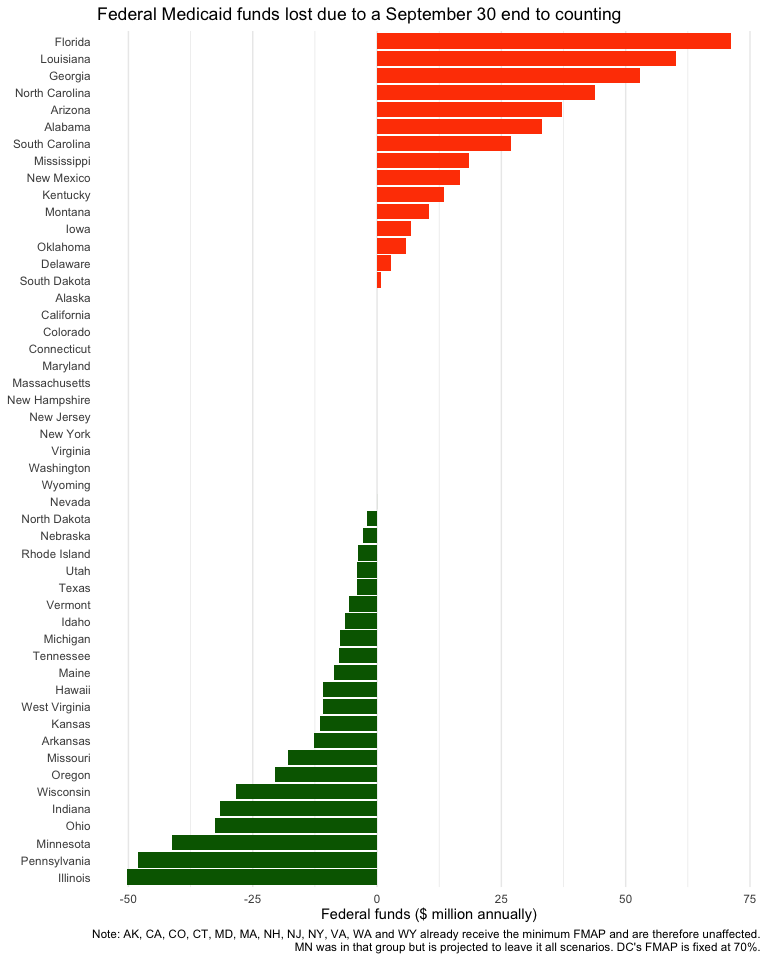 Federal Medicaid funds lost due to a September 30 end to counting
Florida
Louisiana
Georgia
North Carolina
Arizona
Alabama
South Carolina
Mississippi
New Mexico
Kentucky
Montana
Iowa
Oklahoma
Delaware
South Dakota
Alaska
California
Colorado
Connecticut
Maryland
Massachusetts
New Hampshire
New Jersey
New York
Virginia
Washington
Wyoming
Nevada
North Dakota
Nebraska
Rhode Island
Utah
Texas
Vermont
Idaho
Michigan
Tennessee
Maine
Hawaii
West Virginia
Kansas
Arkansas
Missouri
Oregon
Wisconsin
Indiana
Ohio
Minnesota
Pennsylvania
Illinois
-50 -25 0 25 50 75
Federal funds ($ million annually)
Note: AK, CA, CO, CT, MD, MA, NH, NJ, NY, VA, WA and WY already receive the minimum FMAP and are therefore unaffected.
MN was in that group but is projected to leave it all scenarios. DC's FMAP is fixed at 70%.